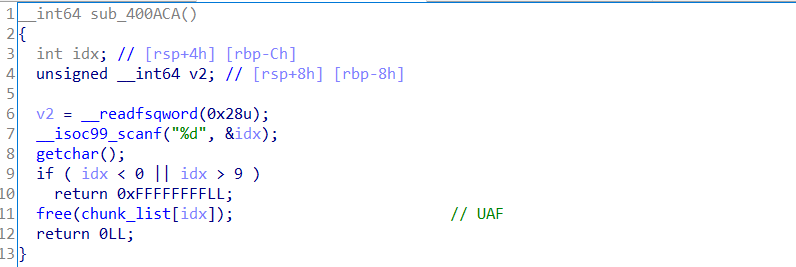 1 __int64 sub_400ACA()
2 {
3 int idx; // [rsp+4h] [rbp-Ch]
4 unsigned __int64 v2; // [rsp+8h] [rbp-8h]
5
6 v2 = __readfsqword(0x28u);
7 __isoc99_scanf("%d", &idx);
8 getchar();
9 if ( idx < 0 || idx > 9 )
10 return 0xFFFFFFFFLL;
11 free(chunk_list[idx]); // UAF
12 return 0LL;
13 }